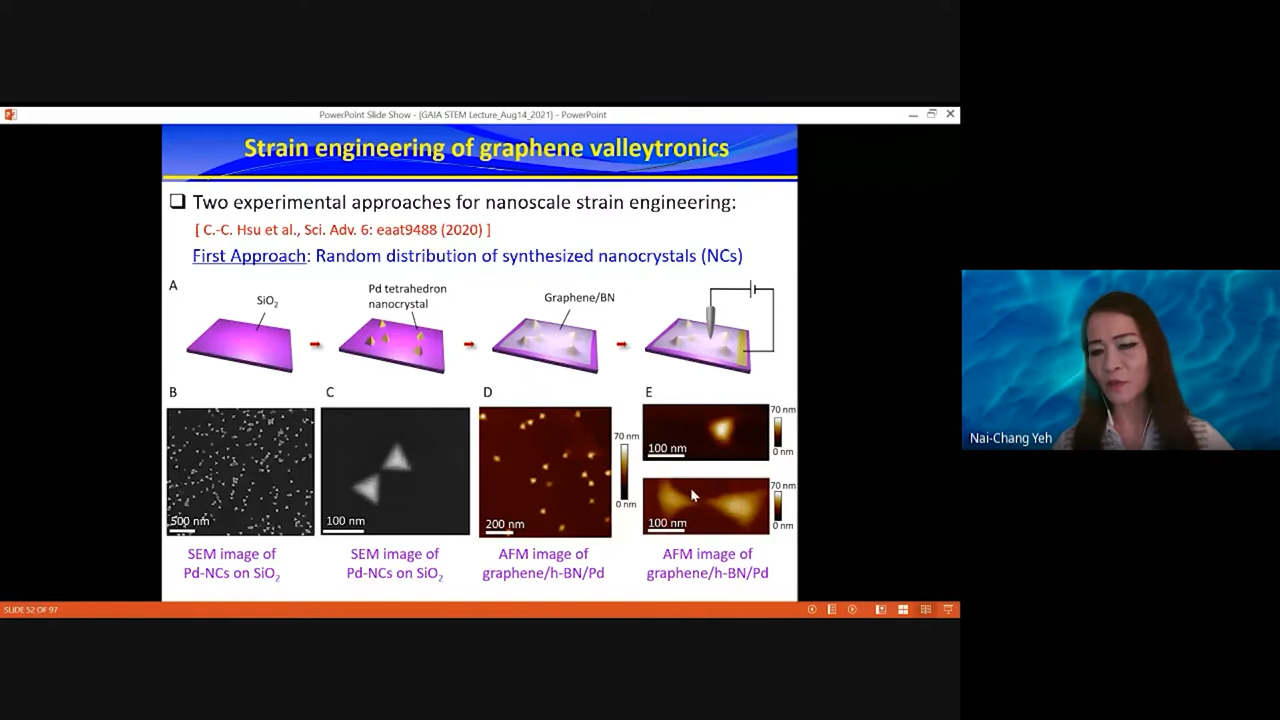 PowerPoint Slide Show - [GAIA STEM Lecture_Aug14_2021] - PowerPoint
Strain engineering of graphene valleytronics
Two experimental approaches for nanoscale strain engineering:
[ C.-C. Hsu et al., Sci. Adv. 6: eaat9488 (2020) ]
First Approach: Random distribution of synthesized nanocrystals (NCs)
A
SiO₂
Pd tetrahedron
nanocrystal
Graphene/BN
B
C
D
E
500 nm
100 nm
200 nm
70 nm
0 nm
100 nm
70 nm
0 nm
100 nm
70 nm
0 nm
SEM image of
Pd-NCs on SiO₂
SEM image of
Pd-NCs on SiO₂
AFM image of
graphene/h-BN/Pd
AFM image of
graphene/h-BN/Pd
SLIDE 52 OF 97
Nai-Chang Yeh